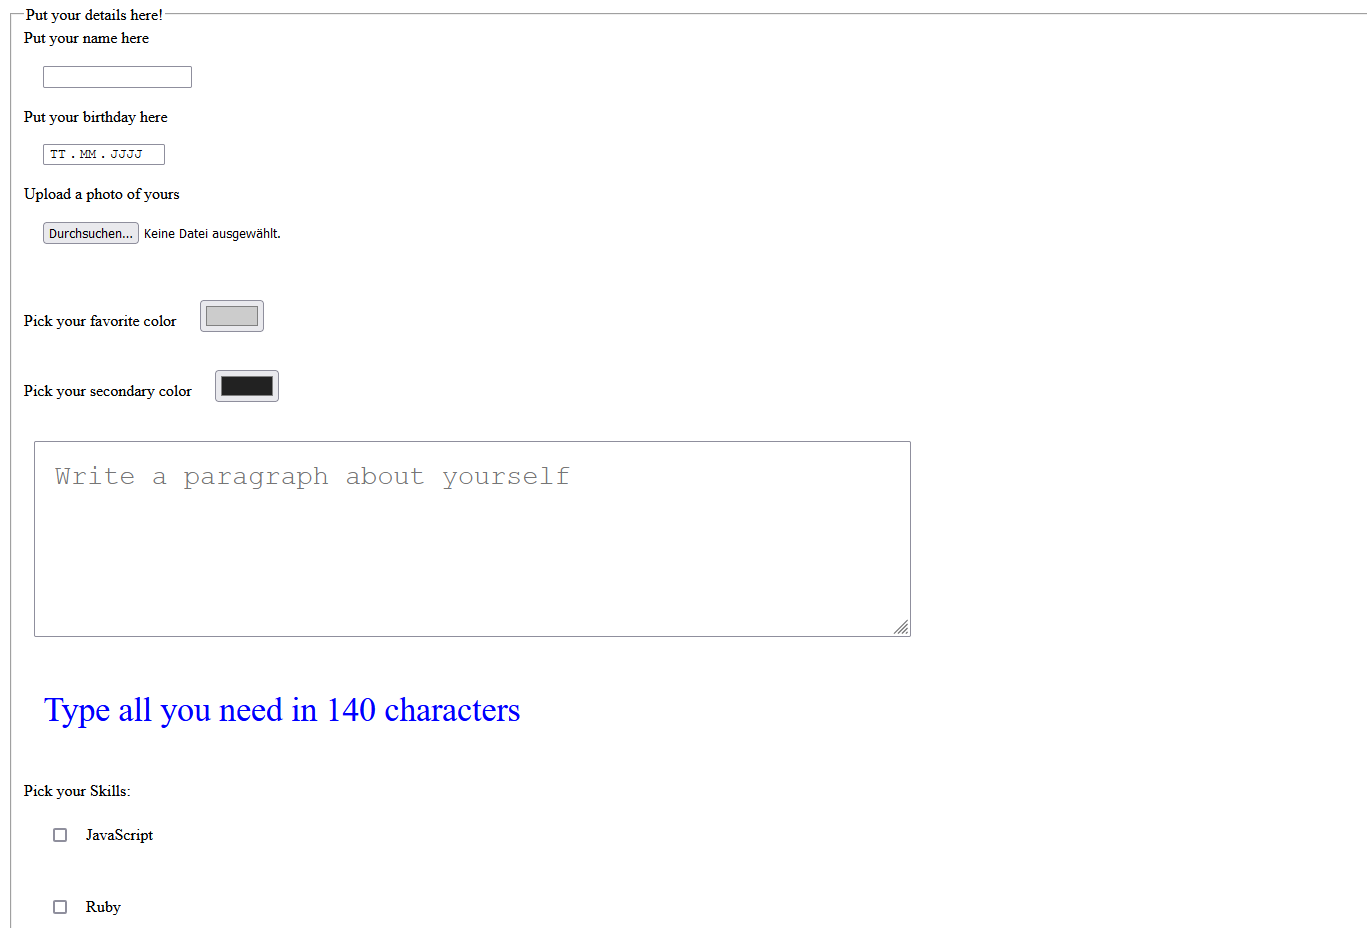 Put your details here!
Put your name here
Put your birthday here
TT.MM.JJJJ
Upload a photo of yours
Durchsuchen... Keine Datei ausgewählt.
Pick your favorite color
Pick your secondary color
Write a paragraph about yourself
Type all you need in 140 characters
Pick your Skills:
JavaScript
Ruby